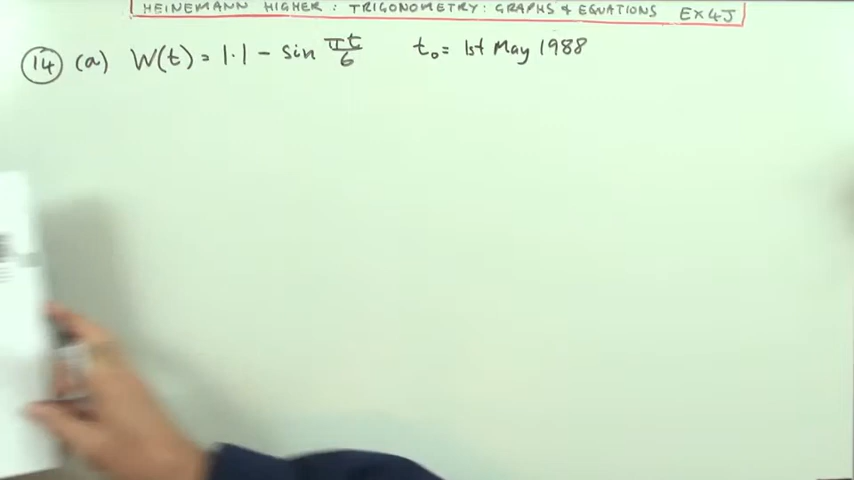 HEINEMANN HIGHER : TRIGONOMETRY : GRAPHS & EQUATIONS EX4J
14 (a) W(t) = 1.1 - sin πt/6 t₀ = 1st May 1988